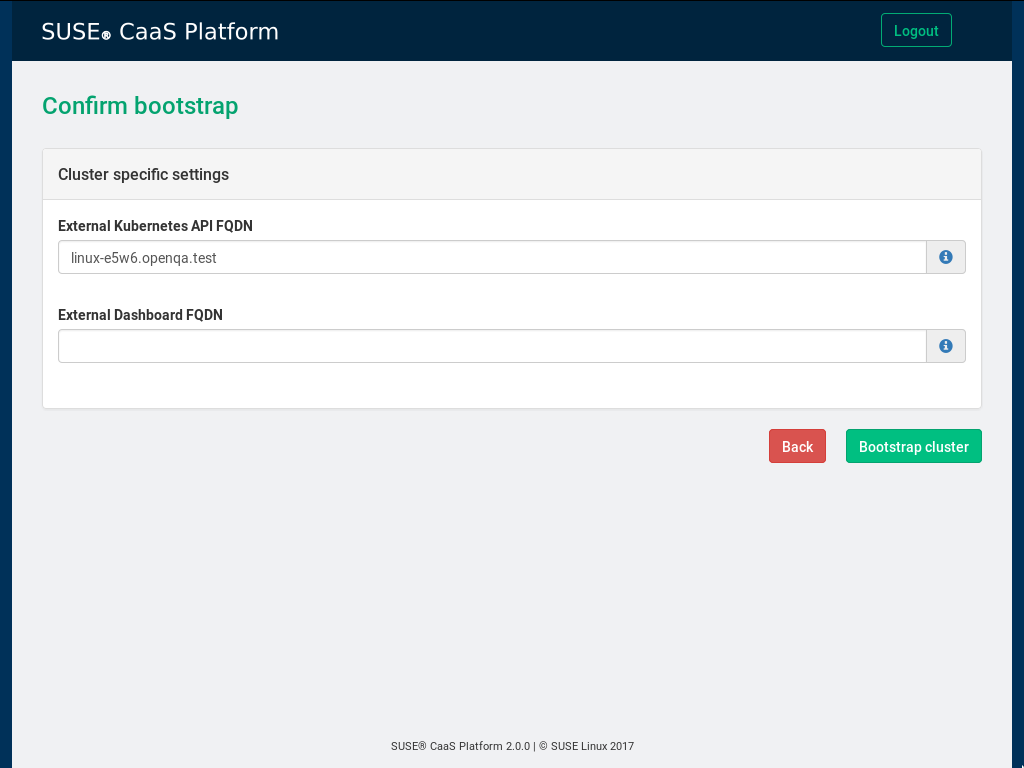 SUSE® CaaS Platform
Logout
Confirm bootstrap
Cluster specific settings
External Kubernetes API FQDN
linux-e5w6.openqa.test
External Dashboard FQDN
Back
Bootstrap cluster
SUSE® CaaS Platform 2.0.0 | © SUSE Linux 2017